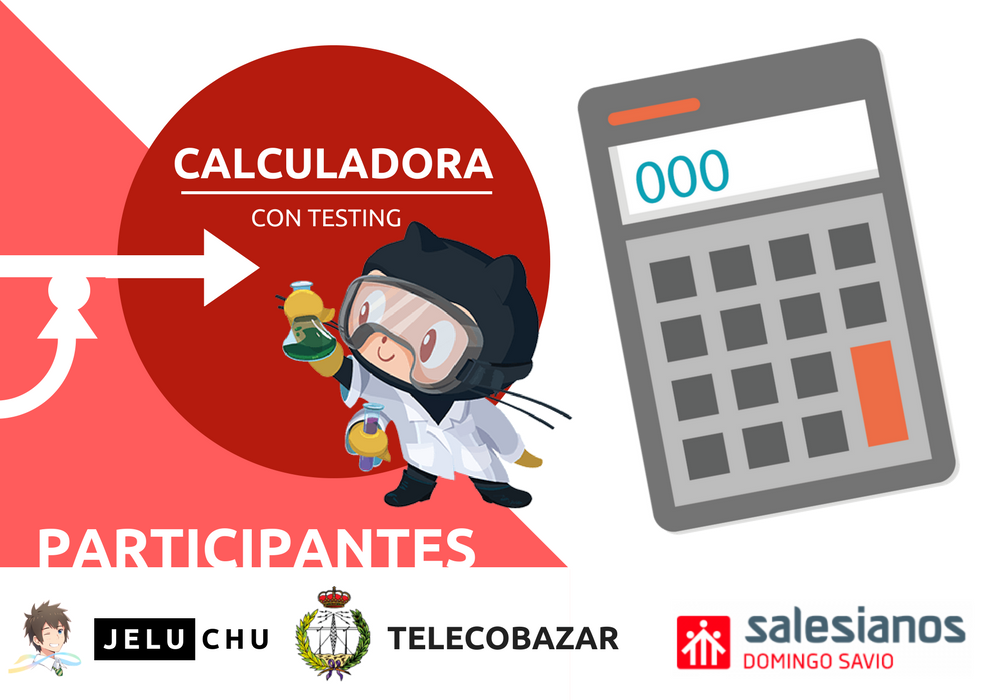 CALCULADORA
CON TESTING
000
PARTICIPANTES
JELU CHU
TELECOBAZAR
salesianos
DOMINGO SAVIO